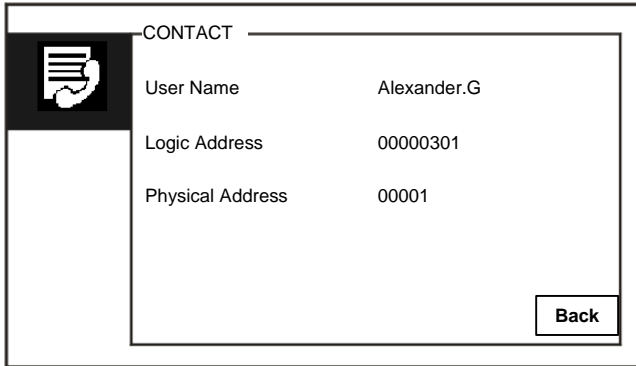 CONTACT
User Name Alexander.G
Logic Address 00000301
Physical Address 00001
Back